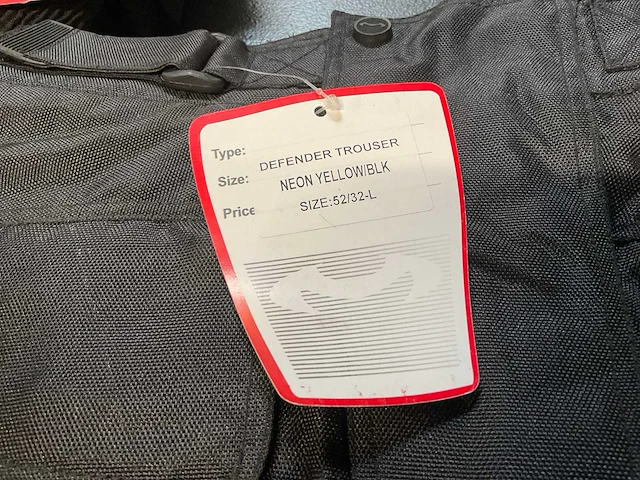 Type:
DEFENDER TROUSER
Size:
NEON YELLOW/BLK
Price
SIZE:52/32-L